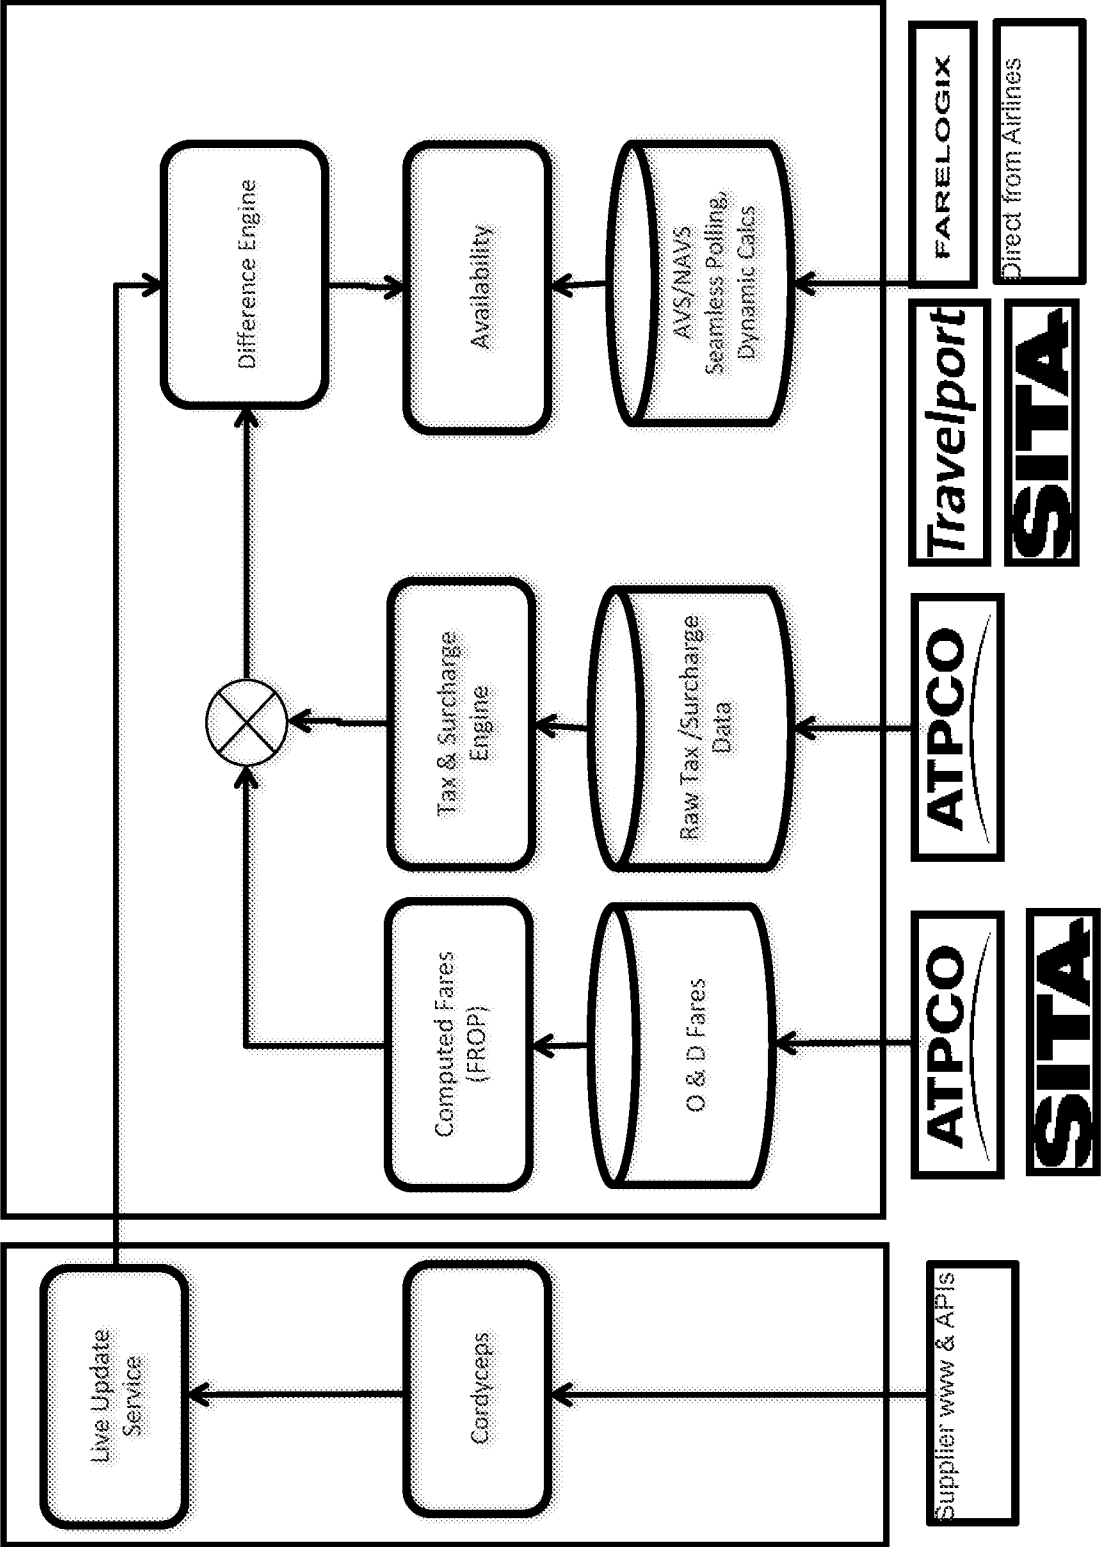 Live Update
Service
Cordyceps
Supplier www & APIs
Computed Fares
(FROP)
O & D Fares
ATPCO
SITA
Tax & Surcharge
Engine
Raw Tax /Surcharge
Data
ATPCO
Difference Engine
Availability
AVS/NAVS
Seamless Polling,
Dynamic Calcs
Travelport
SITA
FARELOGIX
Direct from Airlines